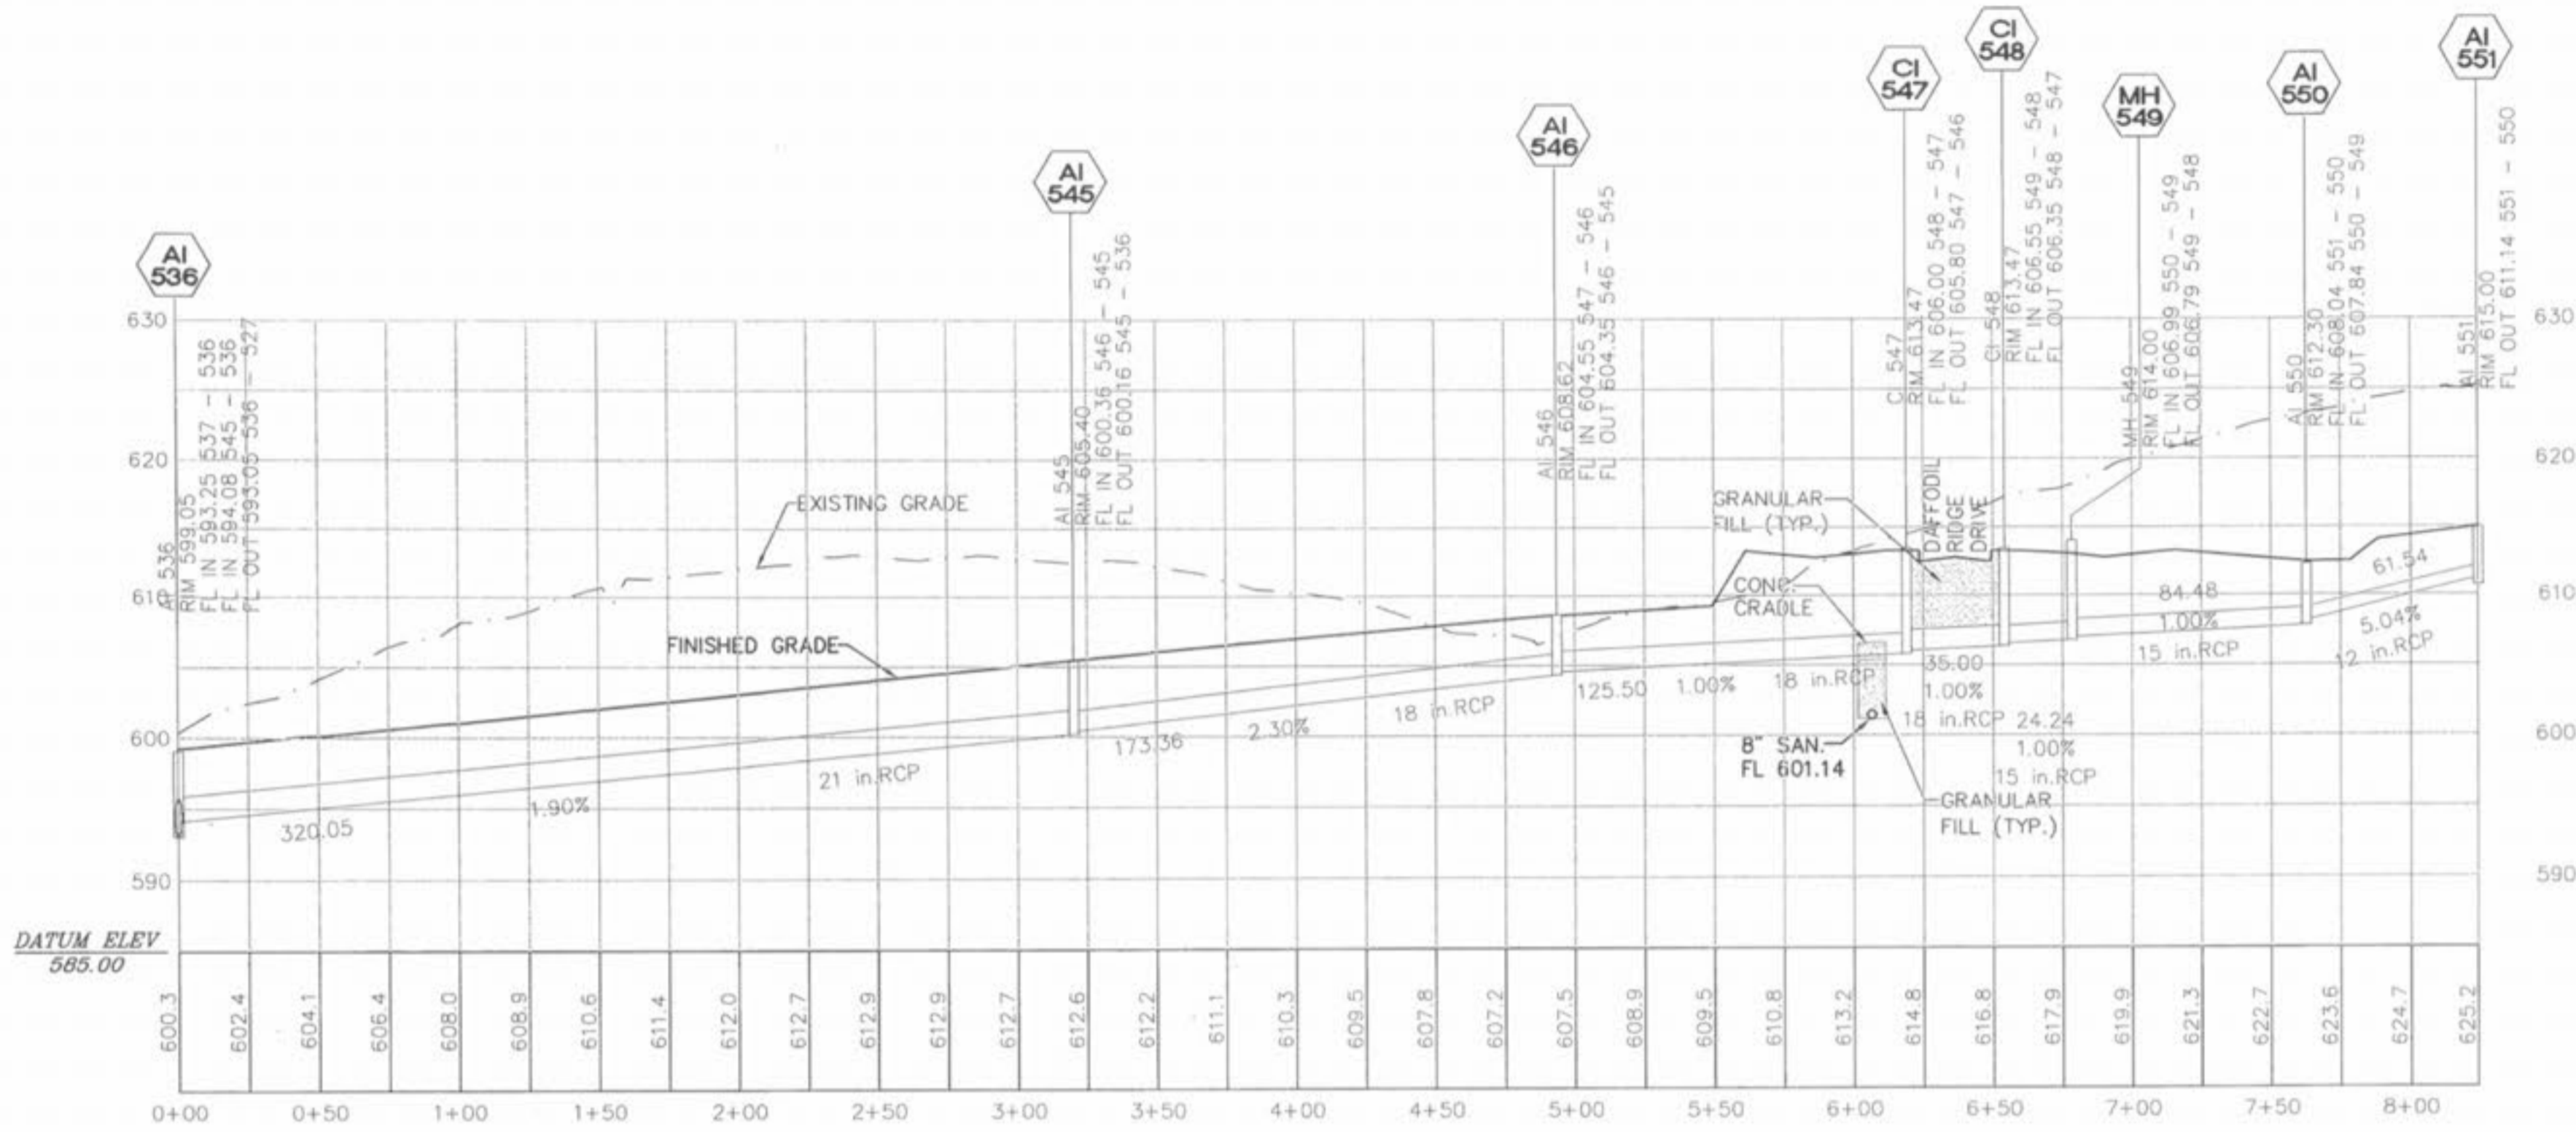 AI
536
AI
545
AI
546
CI
547
CI
548
MH
549
AI
550
AI
551
AI 536
RIM 599.05
FL IN 593.25 537 - 536
FL IN 594.08 545 - 536
FL OUT 593.05 536 - 527
AI 545
RIM 605.40
FL IN 600.36 546 - 545
FL OUT 600.16 545 - 536
AI 546
RIM 608.62
FL IN 604.55 547 - 546
FL OUT 604.35 546 - 545
CI 547
RIM 613.47
FL IN 606.00 548 - 547
FL OUT 605.80 547 - 546
CI 548
RIM 613.47
FL IN 606.55 549 - 548
FL OUT 606.35 548 - 547
MH 549
RIM 614.00
FL IN 606.99 550 - 549
FL OUT 606.79 549 - 548
AI 550
RIM 612.30
FL IN 608.04 551 - 550
FL OUT 607.84 550 - 549
AI 551
RIM 615.00
FL OUT 611.14 551 - 550
630
620
610
600
590
630
620
610
600
590
EXISTING GRADE
FINISHED GRADE
GRANULAR
FILL (TYP.)
DAFFODIL
RIDGE
DRIVE
CONC.
CRADLE
8" SAN.
FL 601.14
GRANULAR
FILL (TYP.)
320.05
1.90%
21 in.RCP
173.36
2.30%
18 in.RCP
125.50
1.00%
18 in.RCP
35.00
1.00%
18 in.RCP
24.24
1.00%
15 in.RCP
84.48
1.00%
15 in.RCP
61.54
5.04%
12 in.RCP
DATUM ELEV
585.00
600.3
602.4
604.1
606.4
608.0
608.9
610.6
611.4
612.0
612.7
612.9
612.9
612.7
612.6
612.2
611.1
610.3
609.5
607.8
607.2
607.5
608.9
609.5
610.8
613.2
614.8
616.8
617.9
619.9
621.3
622.7
623.6
624.7
625.2
0+00
0+50
1+00
1+50
2+00
2+50
3+00
3+50
4+00
4+50
5+00
5+50
6+00
6+50
7+00
7+50
8+00